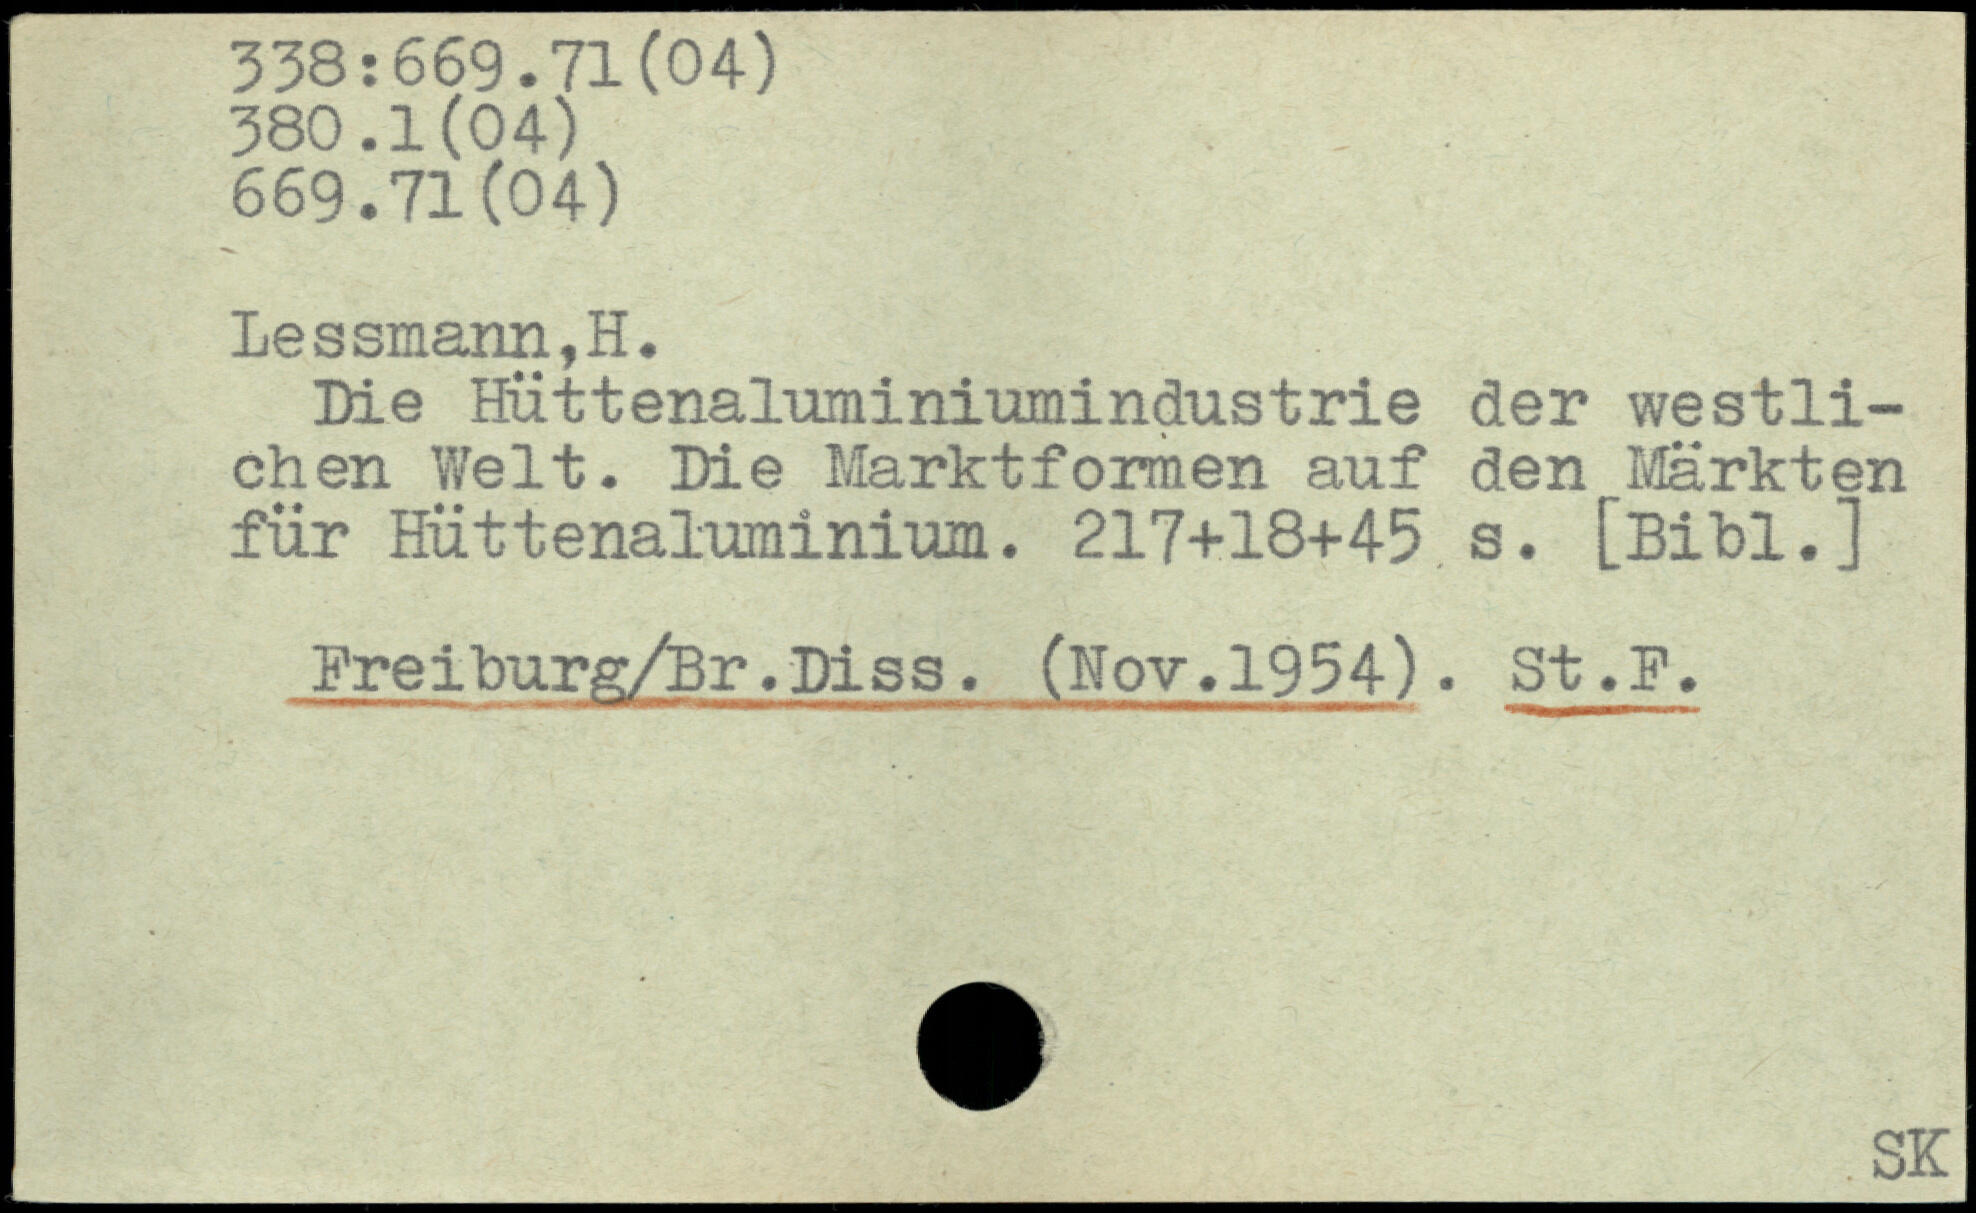 338:669.71(04)
380.1(04)
669.71(04)
Lessmann,H.
Die Hüttenaluminiumindustrie der westli-
chen Welt. Die Marktformen auf den Märkten
für Hüttenaluminium. 217+18+45 s. [Bibl.]
Freiburg/Br.Diss. (Nov.1954). St.F.
SK